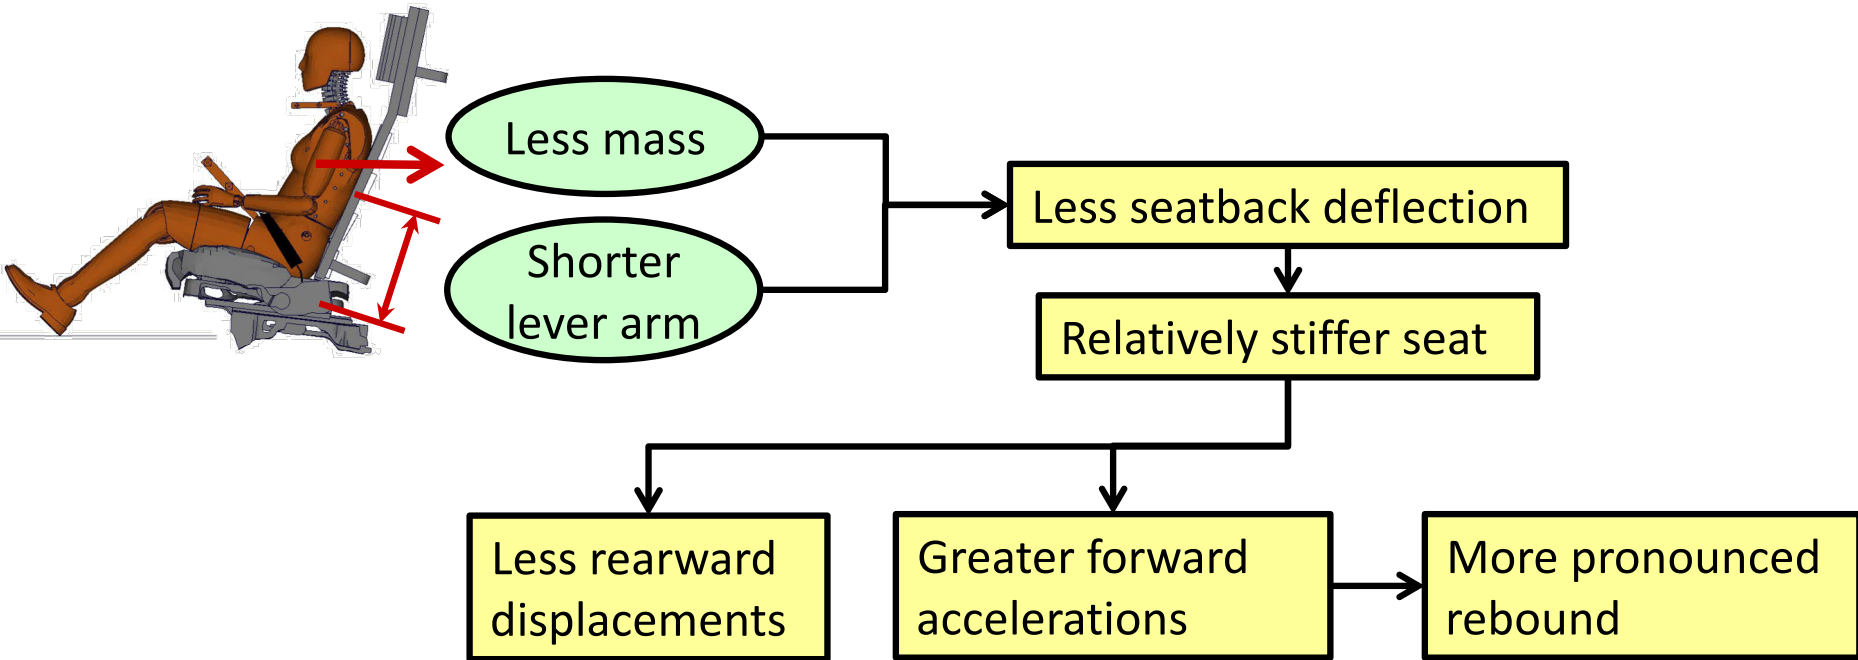 Less mass
Shorter
lever arm
Less seatback deflection
Relatively stiffer seat
Less rearward
displacements
Greater forward
accelerations
More pronounced
rebound